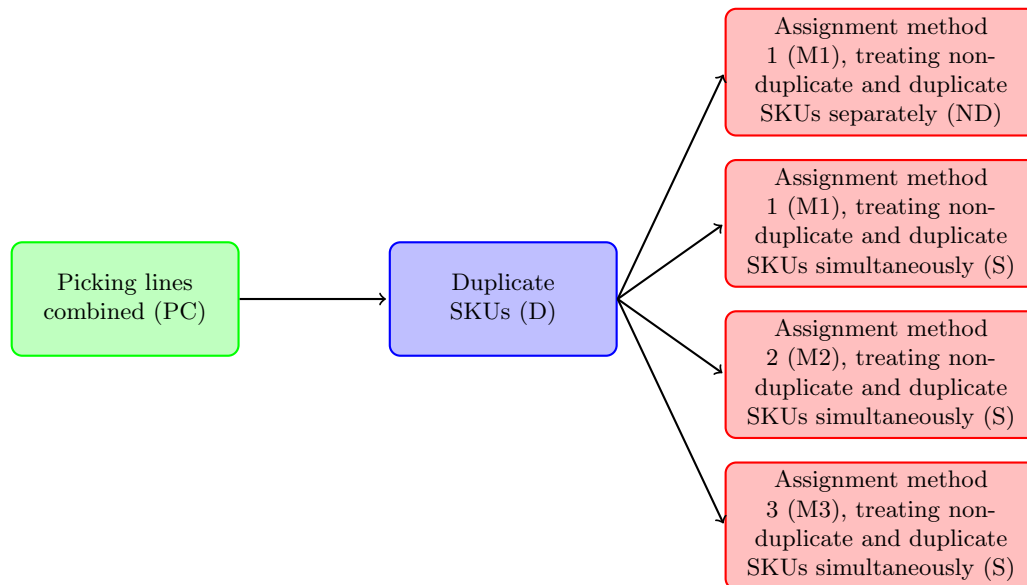 Picking lines
combined (PC)
Duplicate
SKUs (D)
Assignment method
1 (M1), treating non-
duplicate and duplicate
SKUs separately (ND)
Assignment method
1 (M1), treating non-
duplicate and duplicate
SKUs simultaneously (S)
Assignment method
2 (M2), treating non-
duplicate and duplicate
SKUs simultaneously (S)
Assignment method
3 (M3), treating non-
duplicate and duplicate
SKUs simultaneously (S)